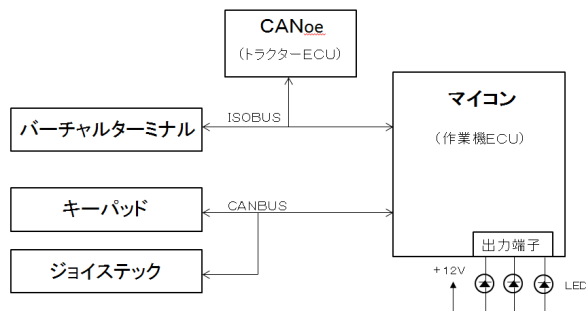 CANoe
(トラクターECU)
マイコン
(作業機ECU)
バーチャルターミナル
ISOBUS
キーパッド
CANBUS
ジョイステック
出力端子
+12V
LED